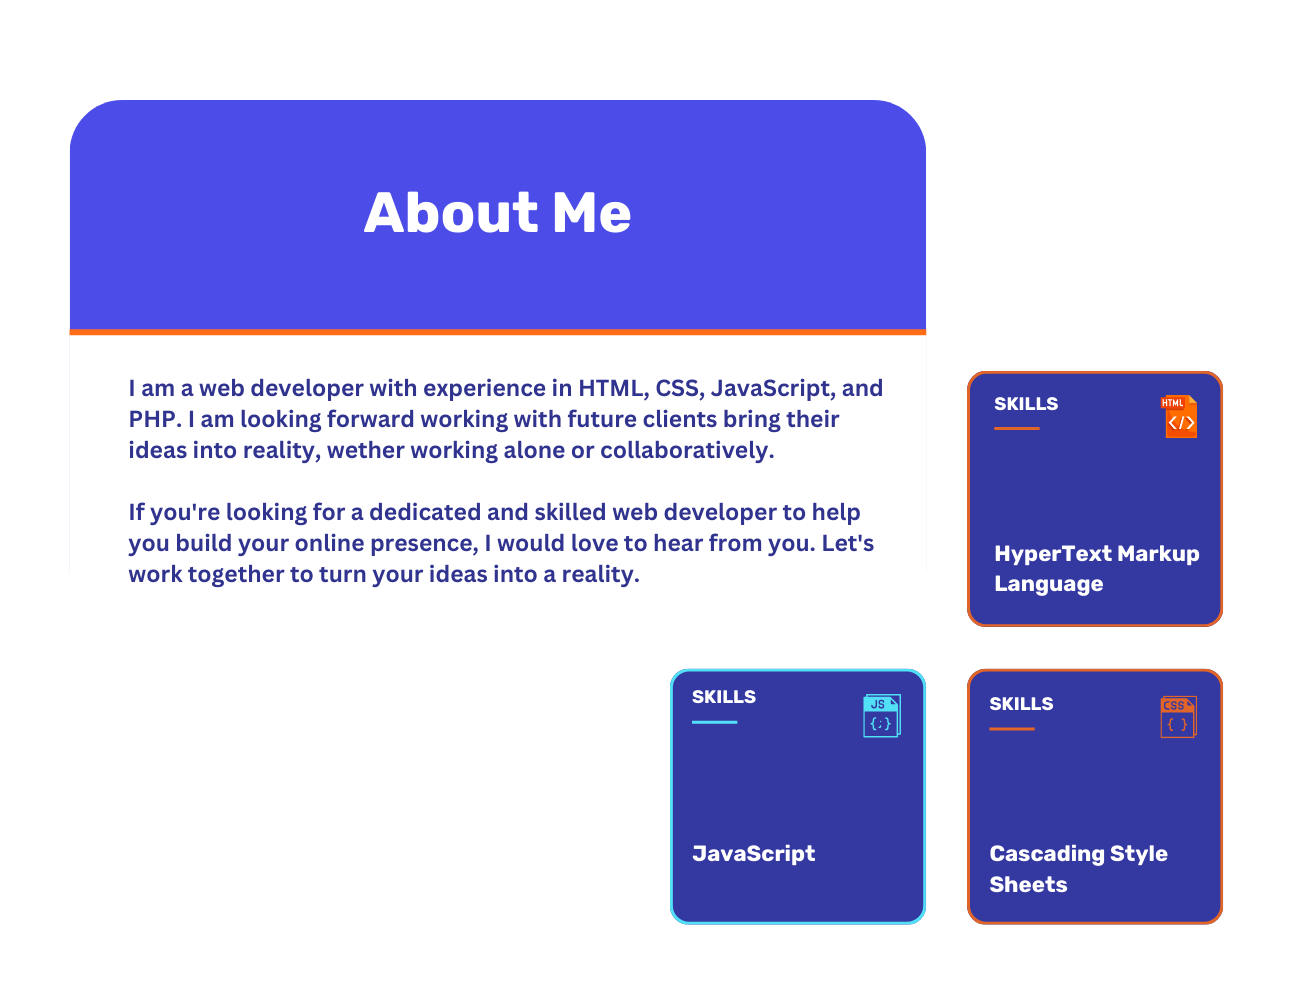 About Me
I am a web developer with experience in HTML, CSS, JavaScript, and
PHP. I am looking forward working with future clients bring their
ideas into reality, wether working alone or collaboratively.
If you're looking for a dedicated and skilled web developer to help
you build your online presence, I would love to hear from you. Let's
work together to turn your ideas into a reality.
SKILLS
HTML
</>
HyperText Markup
Language
SKILLS
JS
{;}
JavaScript
SKILLS
CSS
{ }
Cascading Style
Sheets